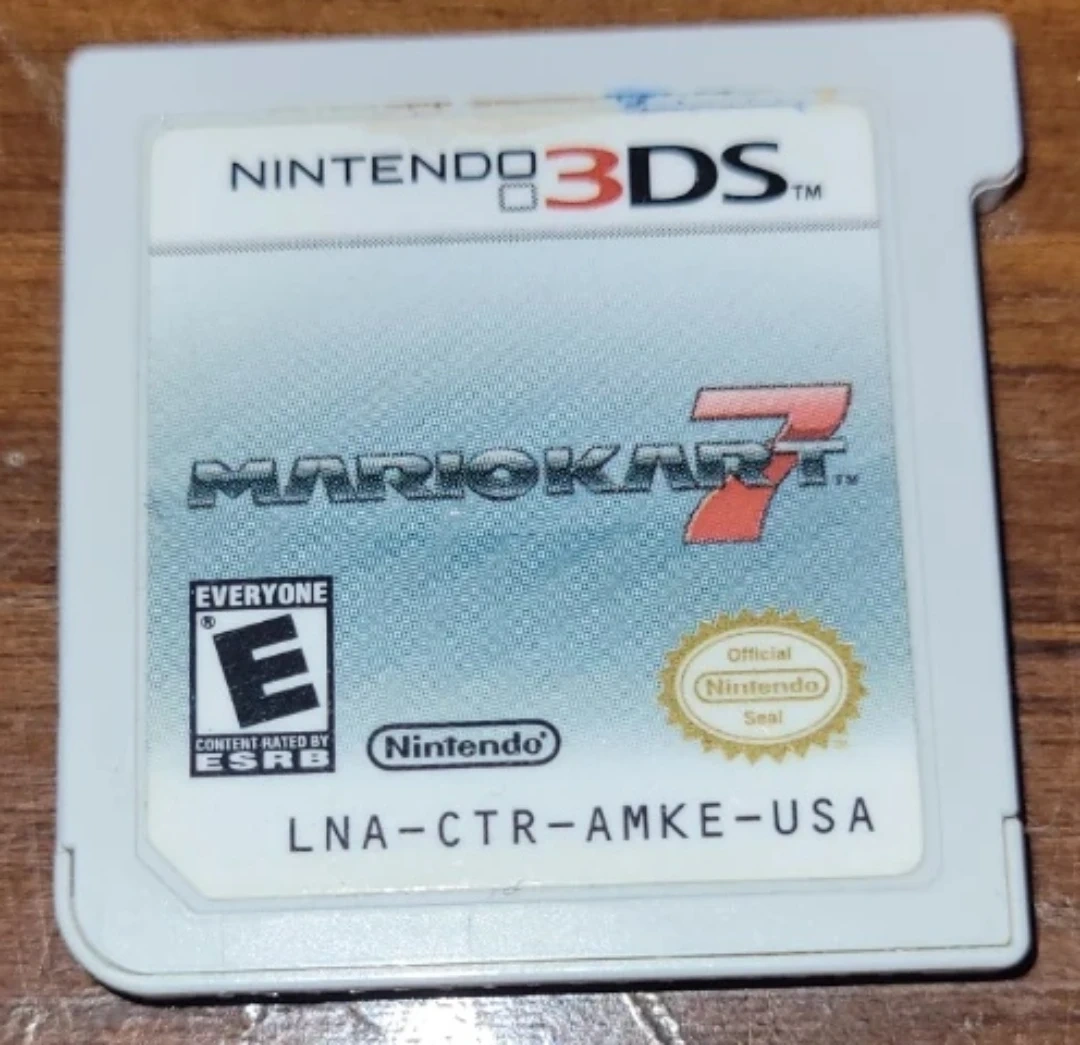 NINTENDO 3DS™
MARIOKART 7™
EVERYONE
E®
CONTENT RATED BY
ESRB
Nintendo®
Official
Nintendo
Seal
LNA-CTR-AMKE-USA